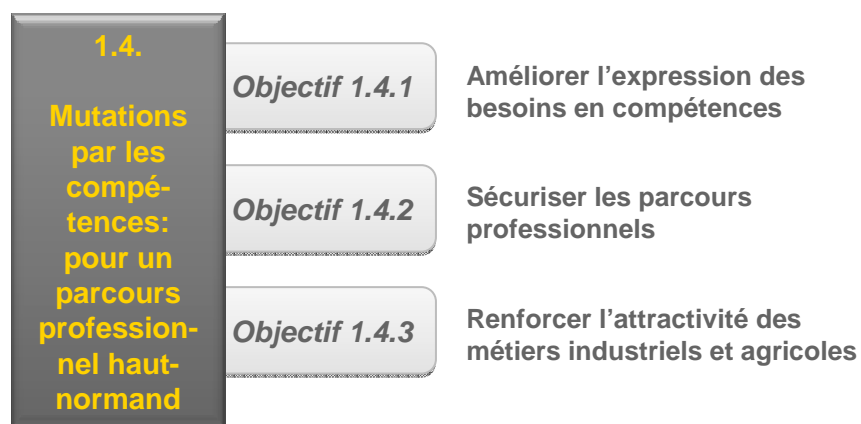 1.4.
Mutations
par les
compé-
tences:
pour un
parcours
profession-
nel haut-
normand
Objectif 1.4.1
Améliorer l'expression des
besoins en compétences
Objectif 1.4.2
Sécuriser les parcours
professionnels
Objectif 1.4.3
Renforcer l'attractivité des
métiers industriels et agricoles